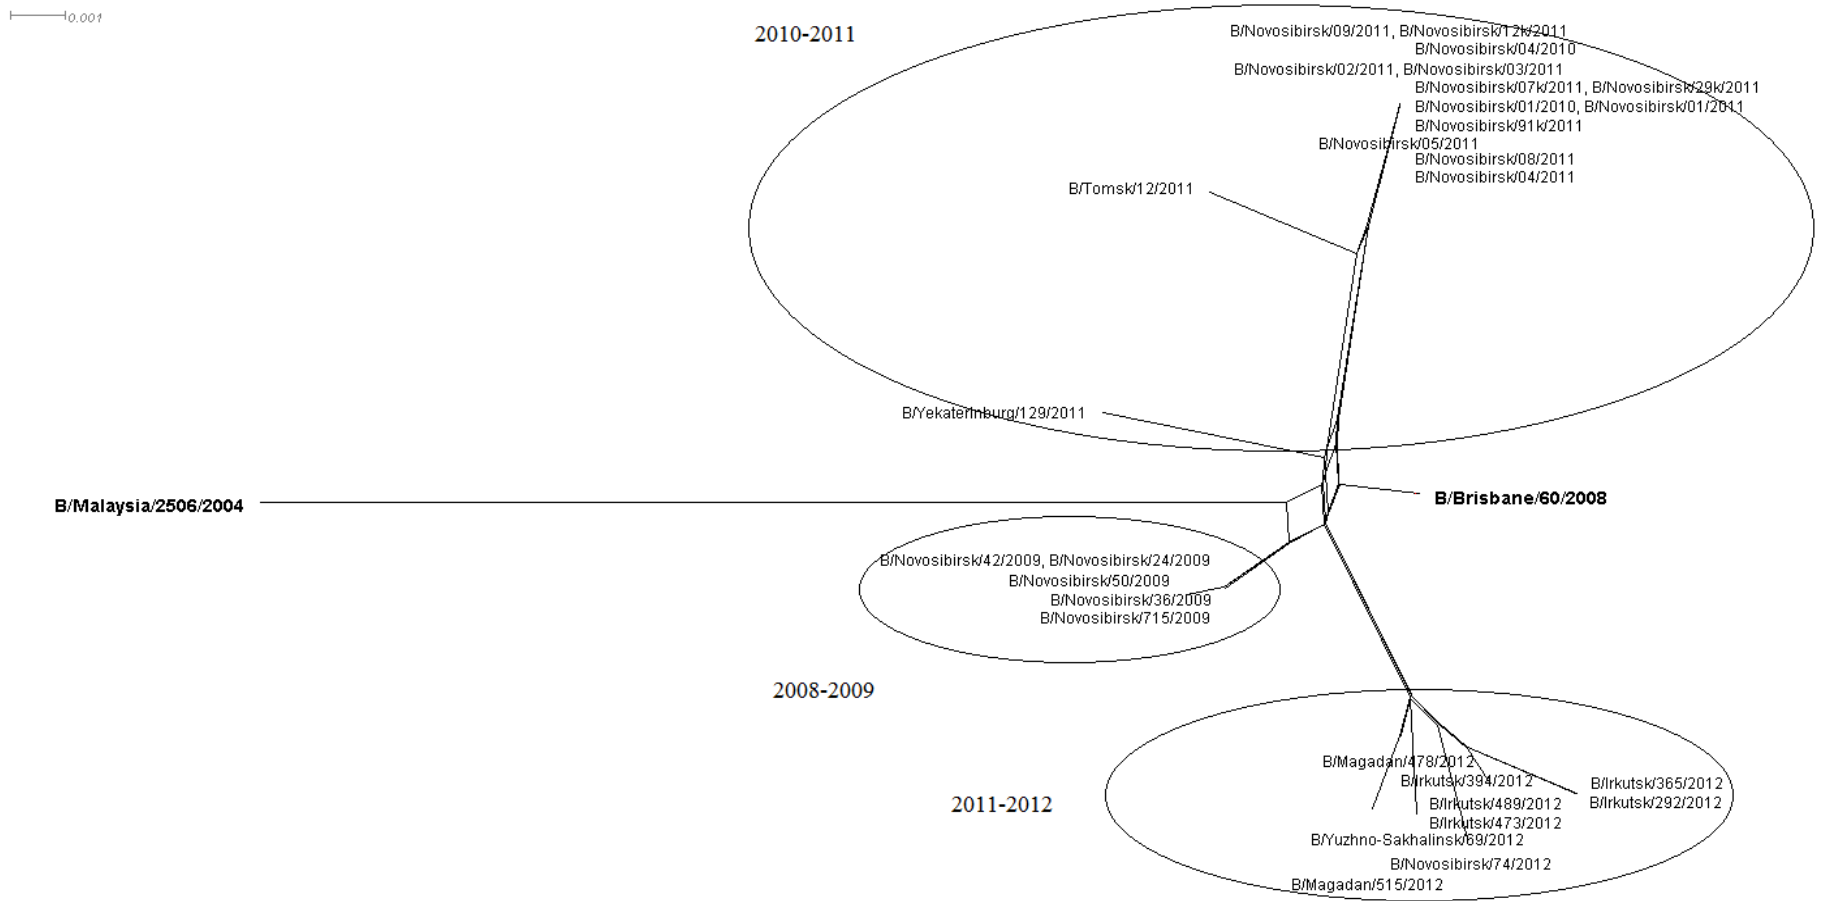 0.001
2010-2011
B/Novosibirsk/09/2011, B/Novosibirsk/12k/2011
B/Novosibirsk/04/2010
B/Novosibirsk/02/2011, B/Novosibirsk/03/2011
B/Novosibirsk/07k/2011, B/Novosibirsk/29k/2011
B/Novosibirsk/01/2010, B/Novosibirsk/01/2011
B/Novosibirsk/91k/2011
B/Novosibirsk/05/2011
B/Novosibirsk/08/2011
B/Novosibirsk/04/2011
B/Tomsk/12/2011
B/Yekaterinburg/129/2011
B/Malaysia/2506/2004
B/Brisbane/60/2008
B/Novosibirsk/42/2009, B/Novosibirsk/24/2009
B/Novosibirsk/50/2009
B/Novosibirsk/36/2009
B/Novosibirsk/715/2009
2008-2009
2011-2012
B/Magadan/478/2012
B/Irkutsk/394/2012
B/Irkutsk/365/2012
B/Irkutsk/292/2012
B/Irkutsk/489/2012
B/Irkutsk/473/2012
B/Yuzhno-Sakhalinsk/69/2012
B/Novosibirsk/74/2012
B/Magadan/515/2012